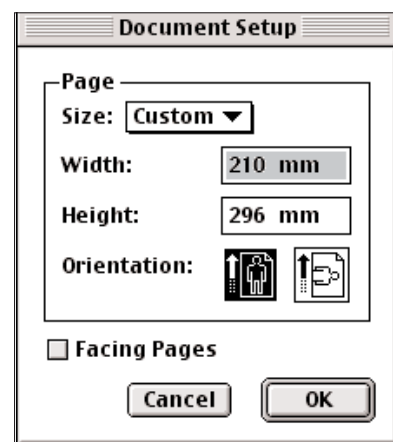 Document Setup
Page
Size: Custom
Width: 210 mm
Height: 296 mm
Orientation:
Facing Pages
Cancel OK